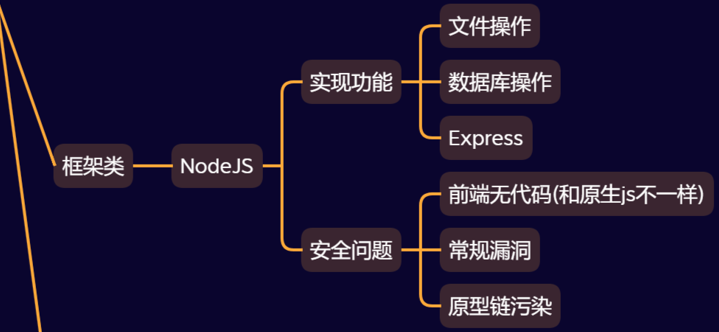 框架类
NodeJS
实现功能
文件操作
数据库操作
Express
安全问题
前端无代码(和原生js不一样)
常规漏洞
原型链污染